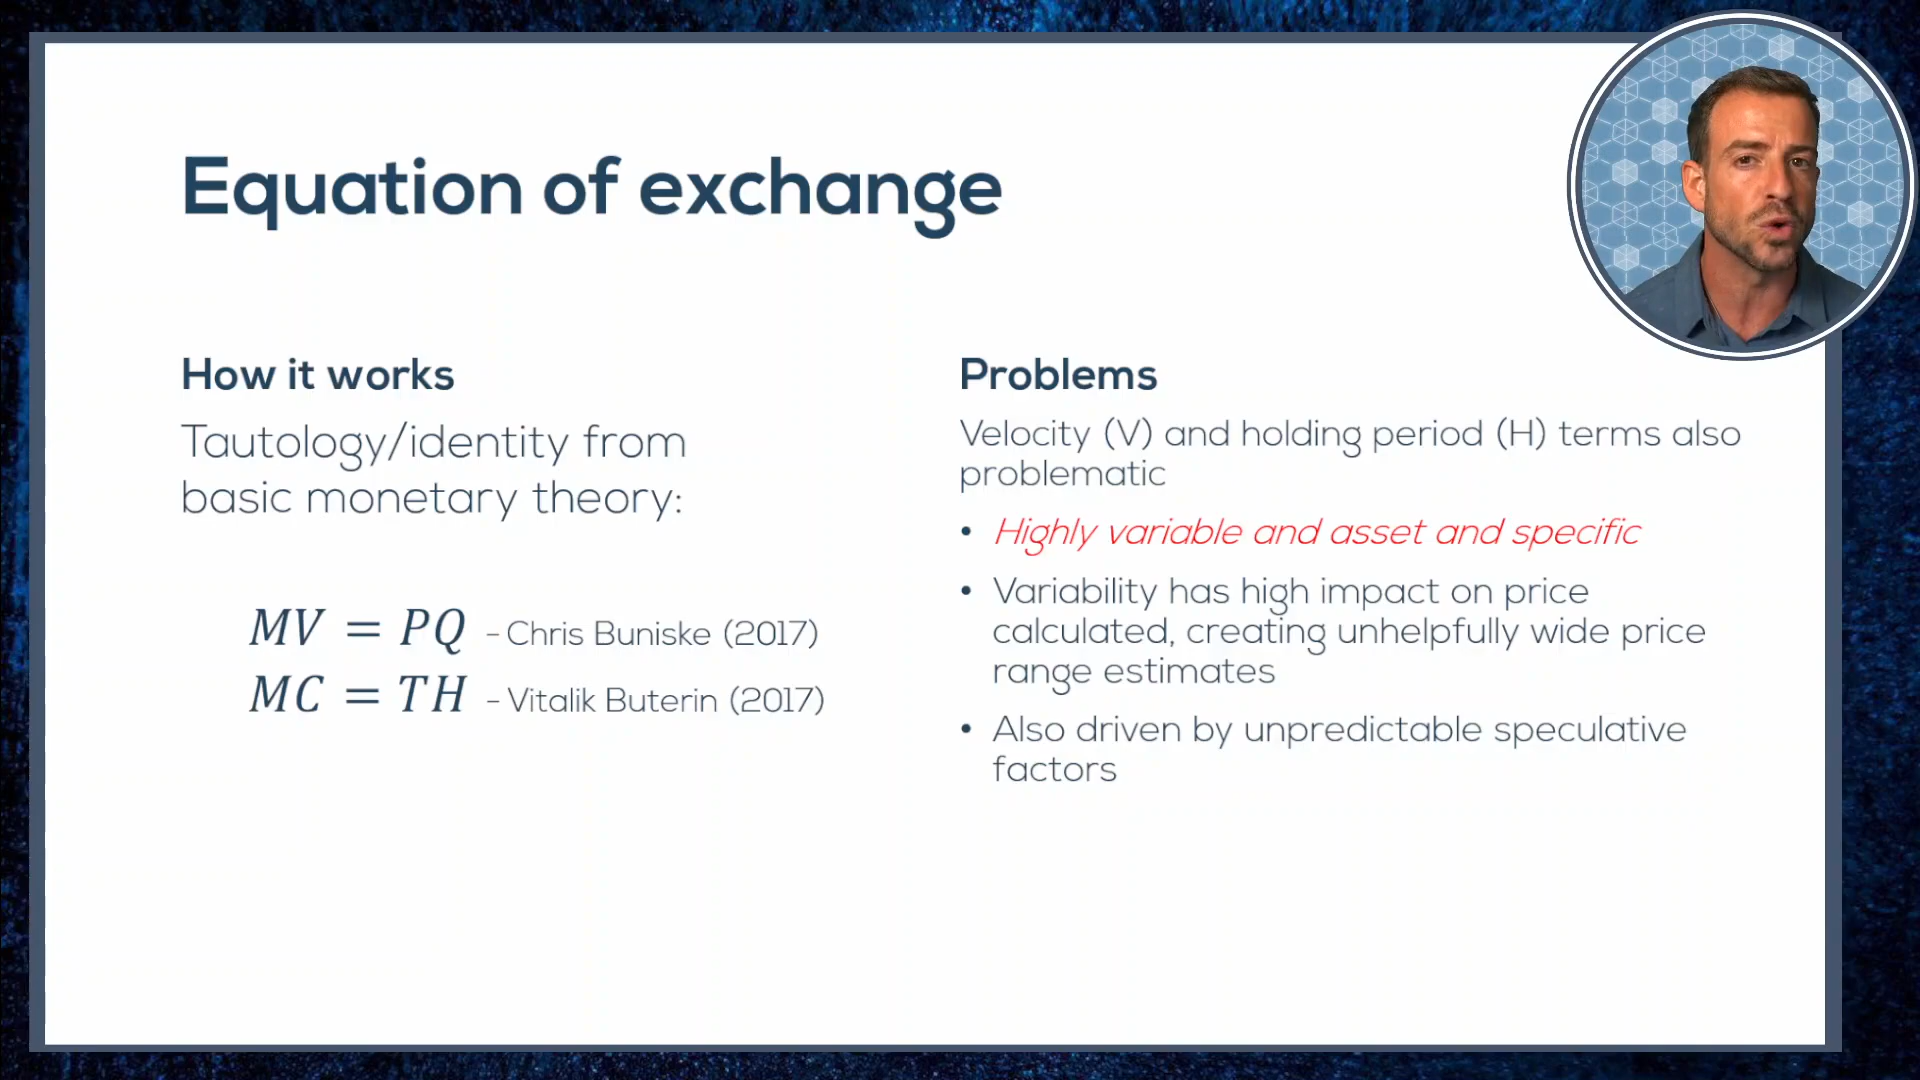 Equation of exchange
How it works
Tautology/identity from
basic monetary theory:
MV = PQ - Chris Buniske (2017)
MC = TH - Vitalik Buterin (2017)
Problems
Velocity (V) and holding period (H) terms also
problematic
• Highly variable and asset and specific
• Variability has high impact on price
calculated, creating unhelpfully wide price
range estimates
• Also driven by unpredictable speculative
factors